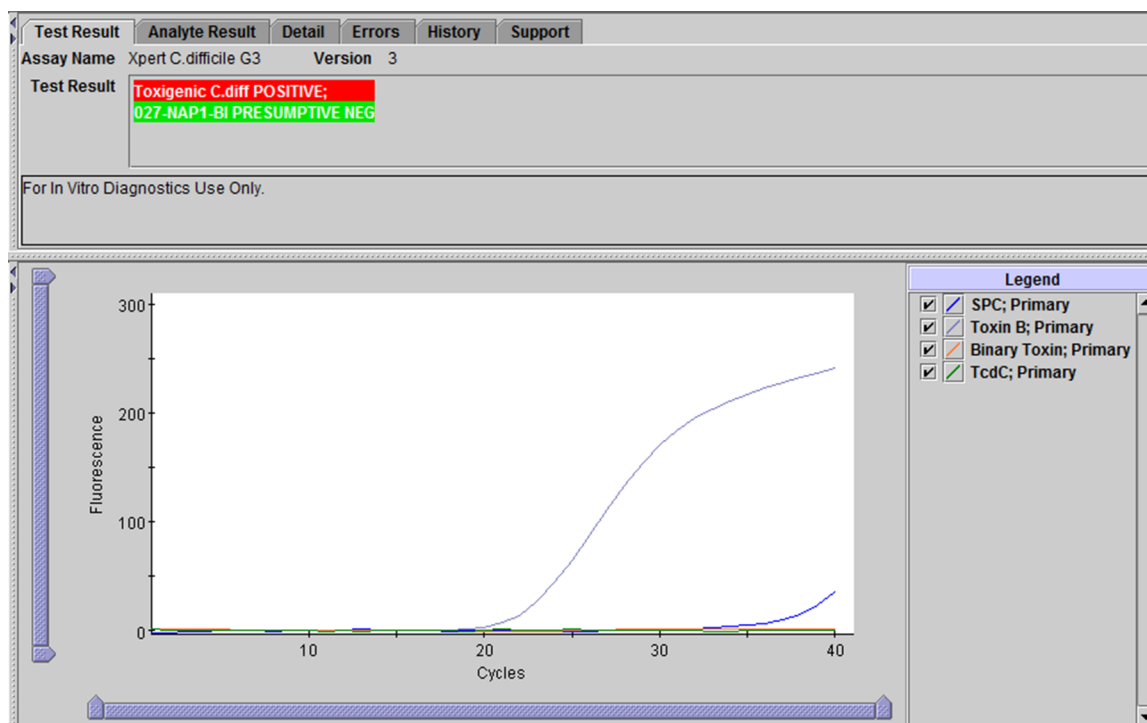 Test Result Analyte Result Detail Errors History Support
Assay Name Xpert C.difficile G3 Version 3
Test Result
Toxigenic C.diff POSITIVE;
027-NAP1-BI PRESUMPTIVE NEG
For In Vitro Diagnostics Use Only.
300
200
100
0
Fluorescence
10 20 30 40
Cycles
Legend
SPC; Primary
Toxin B; Primary
Binary Toxin; Primary
TcdC; Primary